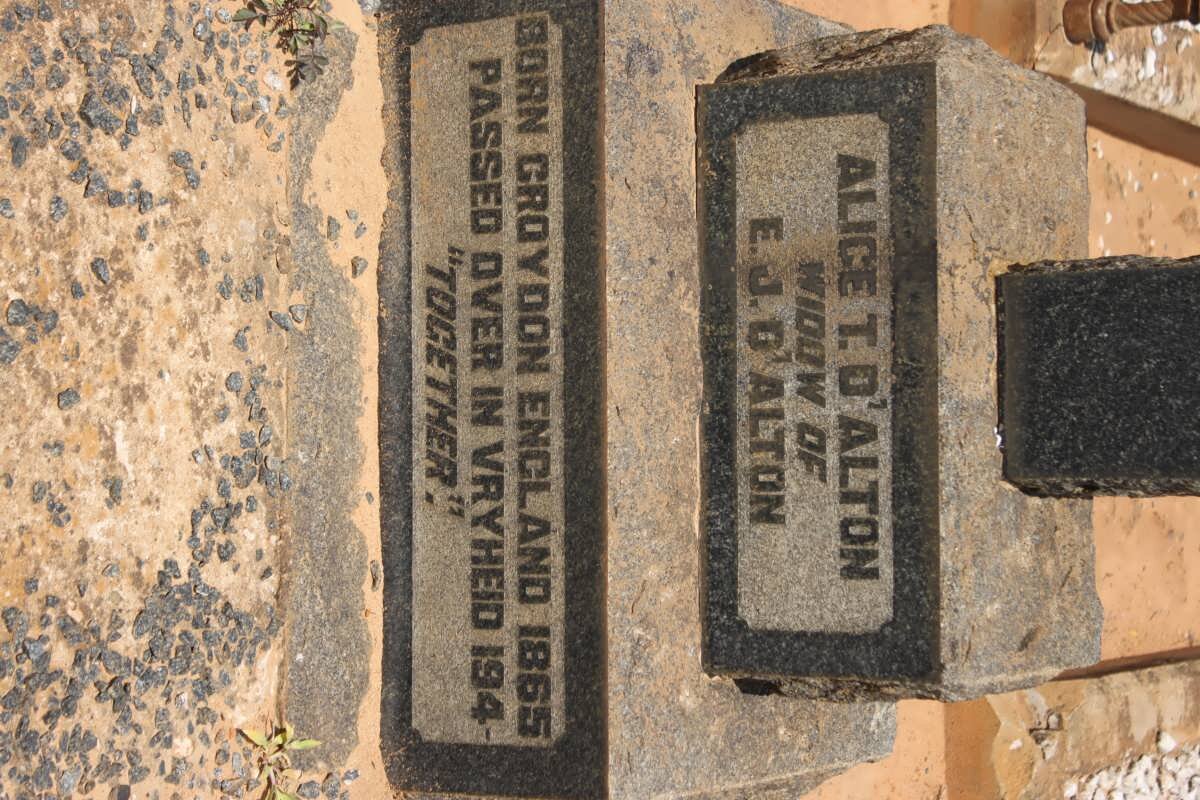 ALICE T. D'ALTON
WIDOW OF
E. J. D'ALTON
BORN CROYDON ENGLAND 1865
PASSED OVER IN VRYHEID 194-
"TOGETHER".